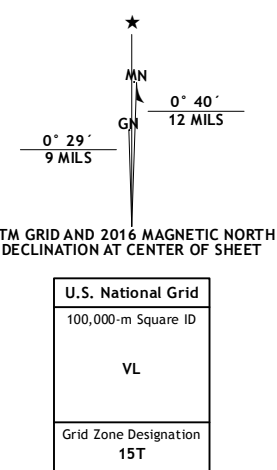 ★
MN
0° 40´
12 MILS
GN
0° 29´
9 MILS
TM GRID AND 2016 MAGNETIC NORTH
DECLINATION AT CENTER OF SHEET
U.S. National Grid
100,000-m Square ID
VL
Grid Zone Designation
15T